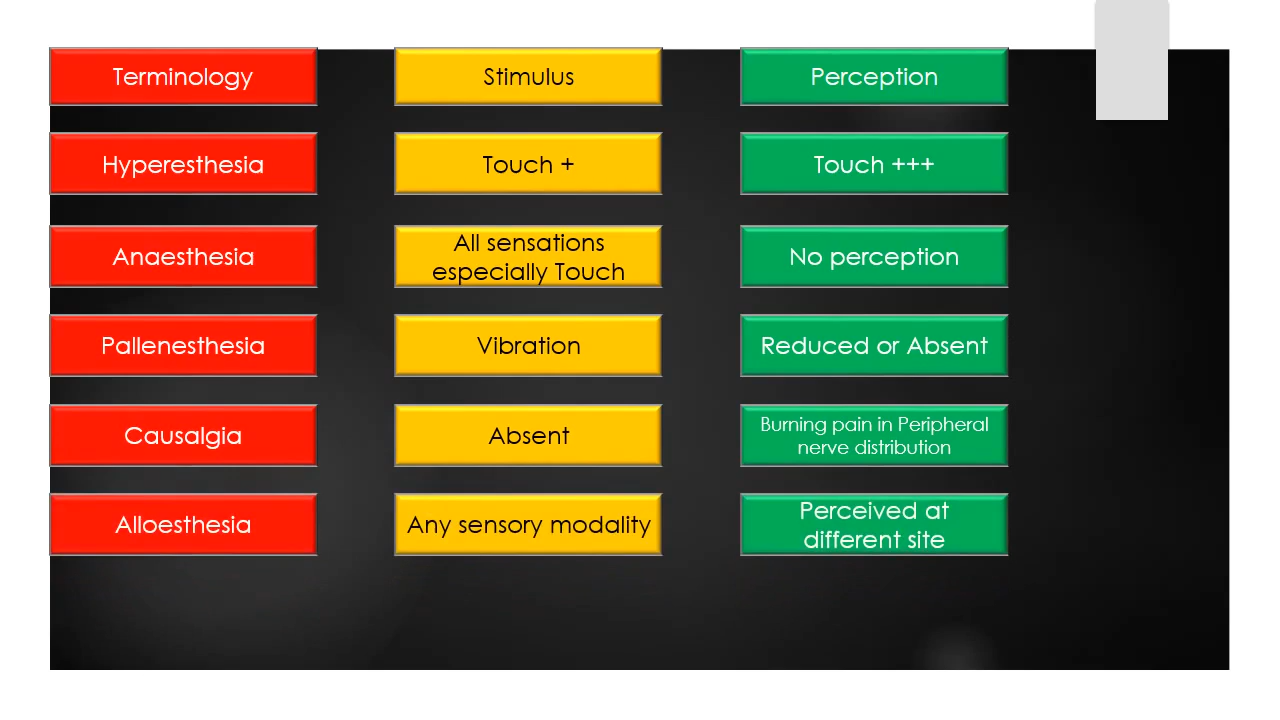 Terminology
Stimulus
Perception
Hyperesthesia
Touch +
Touch +++
Anaesthesia
All sensations
especially Touch
No perception
Pallenesthesia
Vibration
Reduced or Absent
Causalgia
Absent
Burning pain in Peripheral
nerve distribution
Alloesthesia
Any sensory modality
Perceived at
different site